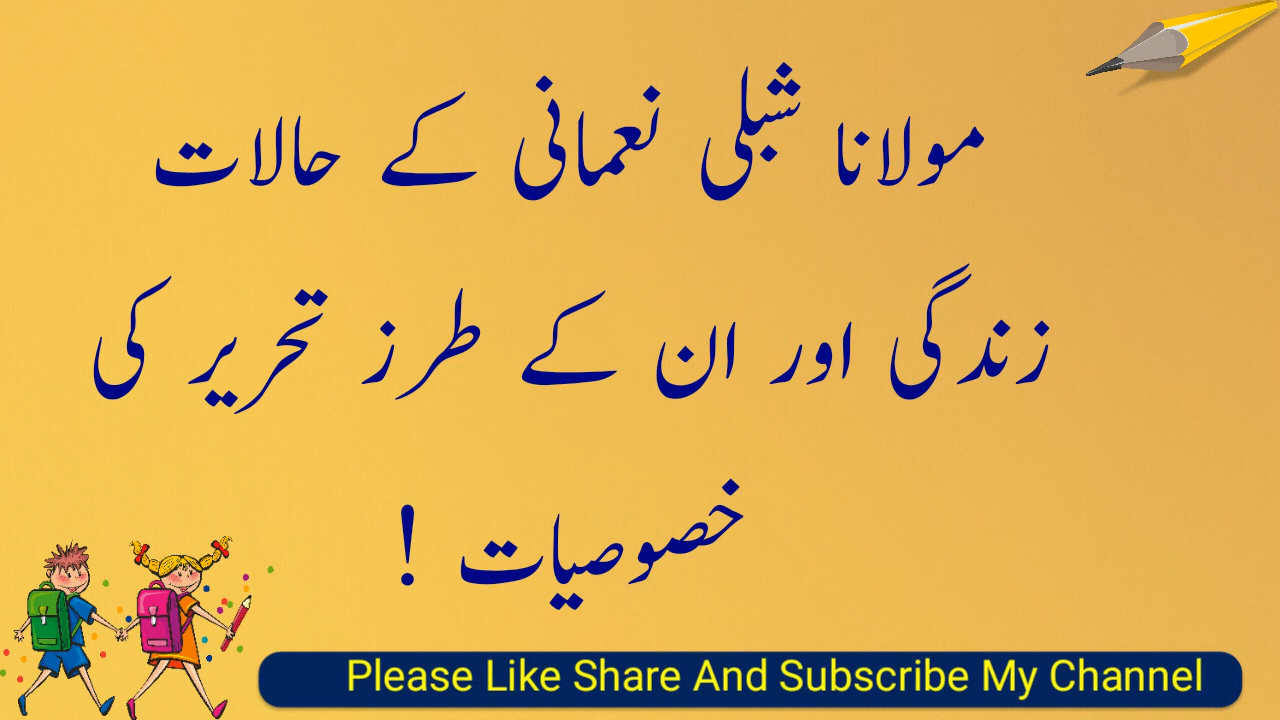 مولانا شبلی نعمانی کے حالات
زندگی اور ان کے طرز تحریر کی
خصوصیات !
Please Like Share And Subscribe My Channel